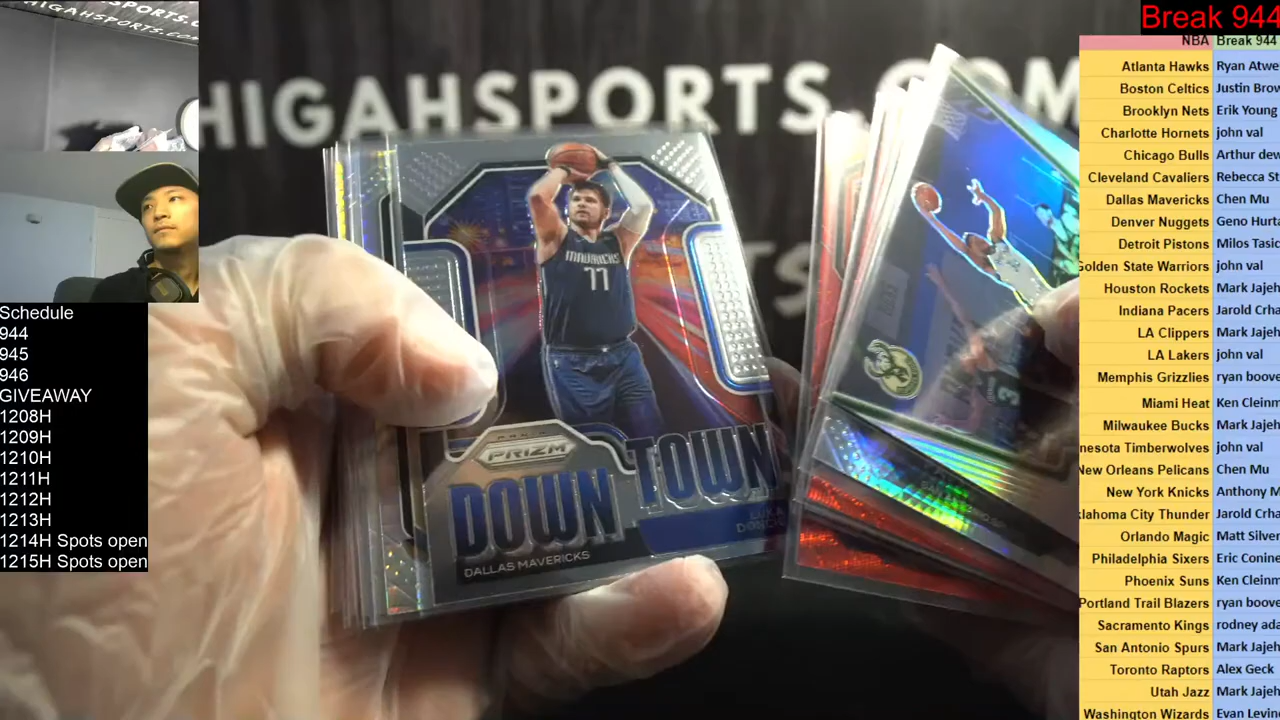 Break 944
HIGAHSPORTS.COM
HIGAHSPORTS.CO
NBA Break 944
Atlanta Hawks Ryan Atwe
Boston Celtics Justin Brow
Brooklyn Nets Erik Young
Charlotte Hornets john val
Chicago Bulls Arthur dew
Cleveland Cavaliers Rebecca St
Dallas Mavericks Chen Mu
Denver Nuggets Geno Hurta
Detroit Pistons Milos Tasic
Golden State Warriors john val
Houston Rockets Mark Jajeh
Indiana Pacers Jarold Crha
LA Clippers Mark Jajeh
LA Lakers john val
Memphis Grizzlies ryan boove
Miami Heat Ken Cleinm
Milwaukee Bucks Mark Jajeh
nesota Timberwolves john val
New Orleans Pelicans Chen Mu
New York Knicks Anthony M
klahoma City Thunder Jarold Crha
Orlando Magic Matt Silver
Philadelphia Sixers Eric Conine
Phoenix Suns Ken Cleinm
Portland Trail Blazers ryan boove
Sacramento Kings rodney ada
San Antonio Spurs Mark Jajeh
Toronto Raptors Alex Geck
Utah Jazz Mark Jajeh
Washington Wizards Evan Levin
Schedule
944
945
946
GIVEAWAY
1208H
1209H
1210H
1211H
1212H
1213H
1214H Spots open
1215H Spots open
MAVERICKS
77
PRIZM
DOWN TOWN
LUKA
DONCIC
DALLAS MAVERICKS